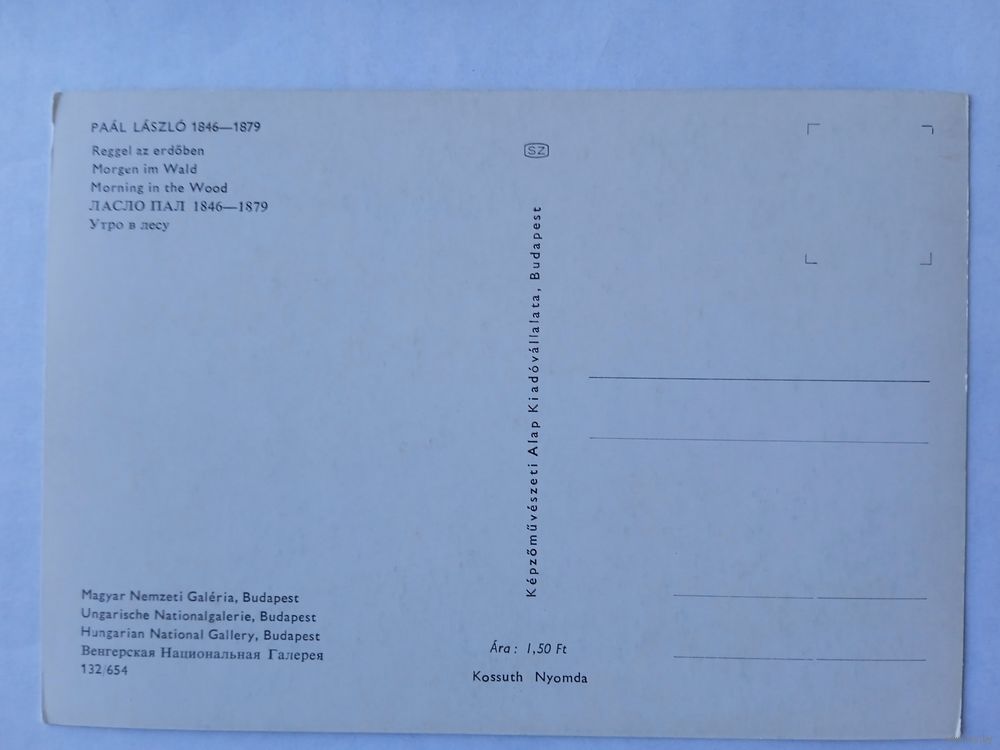 PAÁL LÁSZLÓ 1846—1879
Reggel az erdőben
Morgen im Wald
Morning in the Wood
ЛАСЛО ПАЛ 1846—1879
Утро в лесу
Magyar Nemzeti Galéria, Budapest
Ungarische Nationalgalerie, Budapest
Hungarian National Gallery, Budapest
Венгерская Национальная Галерея
132/654
SZ
Képzőművészeti Alap Kiadóvállalata, Budapest
Ára: 1,50 Ft
Kossuth Nyomda